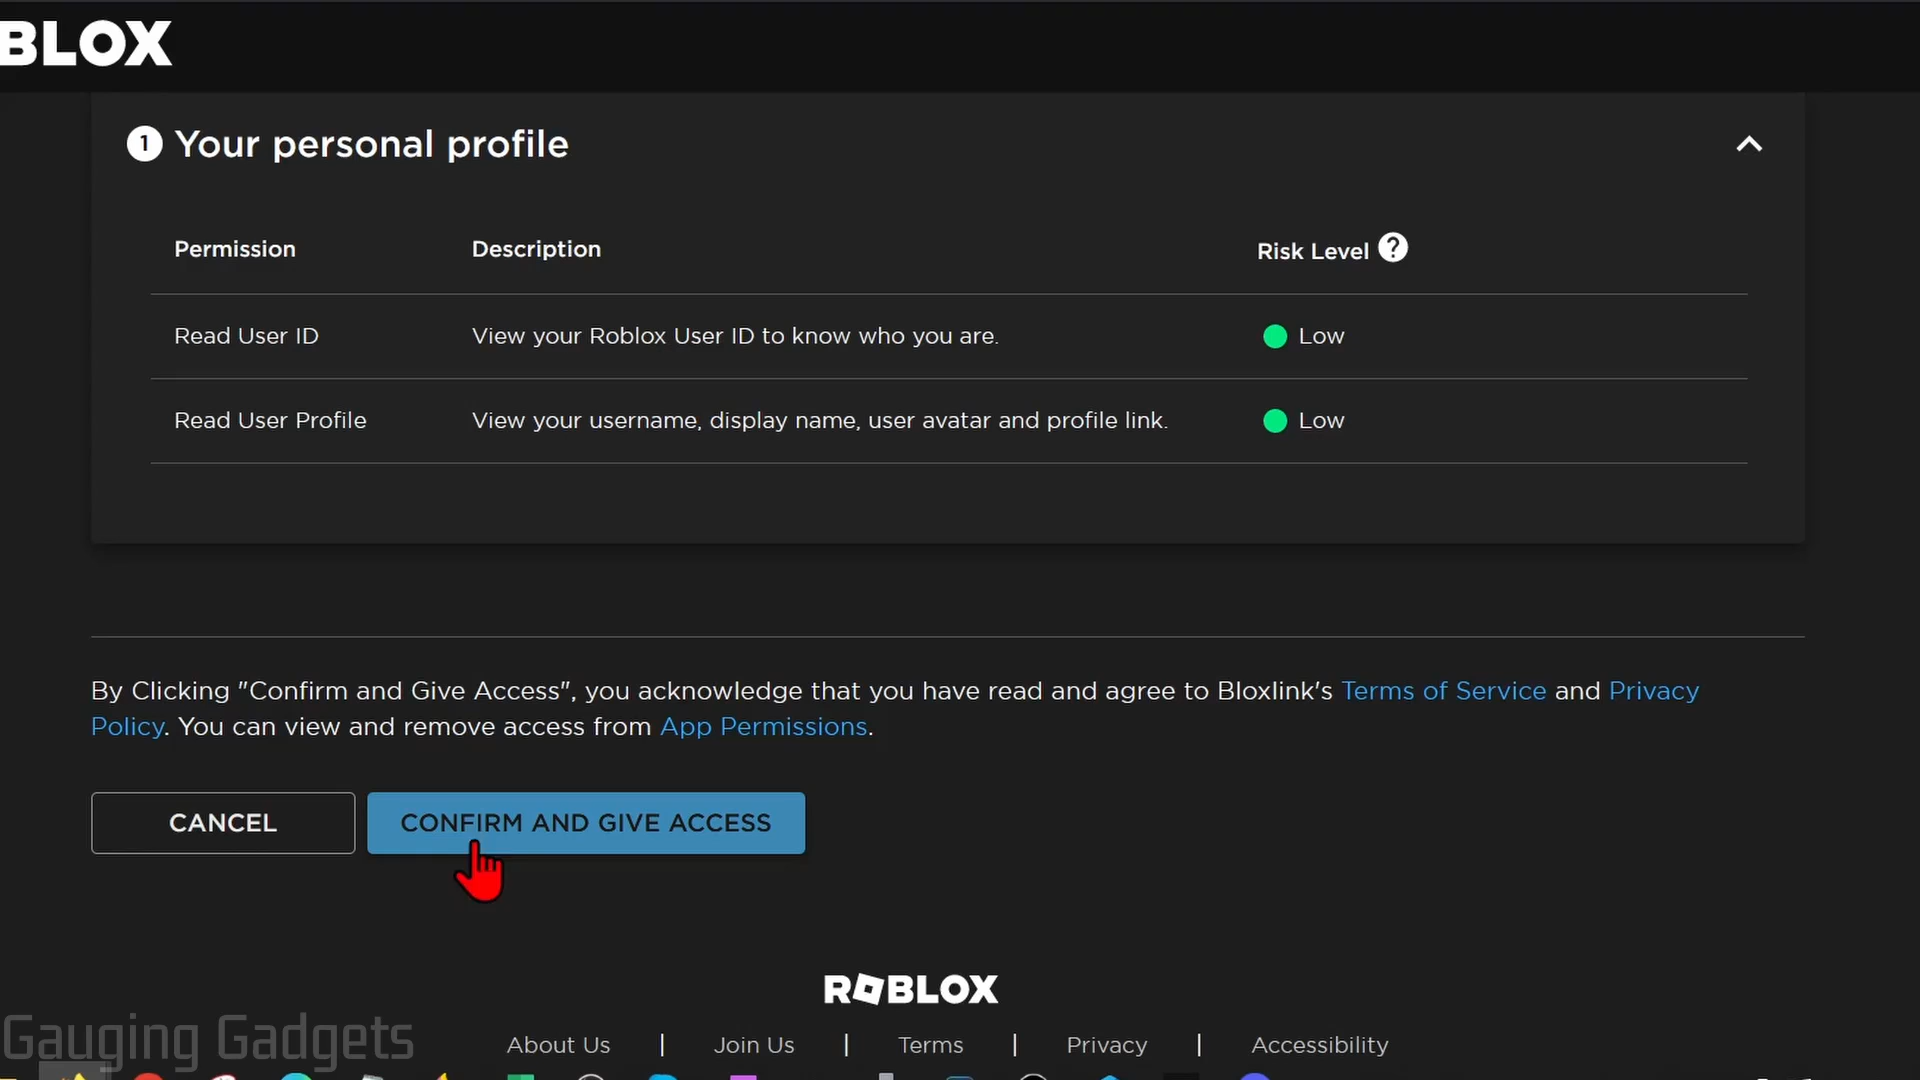 BLOX
1 Your personal profile
Permission Description Risk Level ?
Read User ID View your Roblox User ID to know who you are. Low
Read User Profile View your username, display name, user avatar and profile link. Low
By Clicking "Confirm and Give Access", you acknowledge that you have read and agree to Bloxlink's Terms of Service and Privacy
Policy. You can view and remove access from App Permissions.
CANCEL CONFIRM AND GIVE ACCESS
ROBLOX
Gauging Gadgets
About Us | Join Us | Terms | Privacy | Accessibility